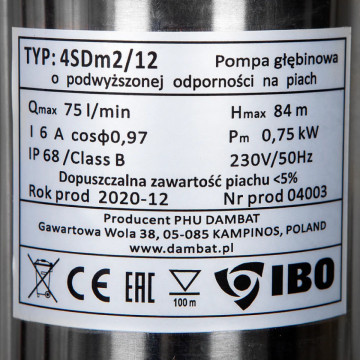 TYP: 4SDm2/12 Pompa głębinowa
o podwyższonej odporności na piach
Qmax 75 l/min Hmax 84 m
I 6 A cosϕ0,97 Pm 0,75 kW
IP 68/Class B 230V/50Hz
Dopuszczalna zawartość piachu <5%
Rok prod 2020-12 Nr prod 04003
Producent PHU DAMBAT
Gawartowa Wola 38, 05-085 KAMPINOS, POLAND
www.dambat.pl
CE EAC 100 m IBO